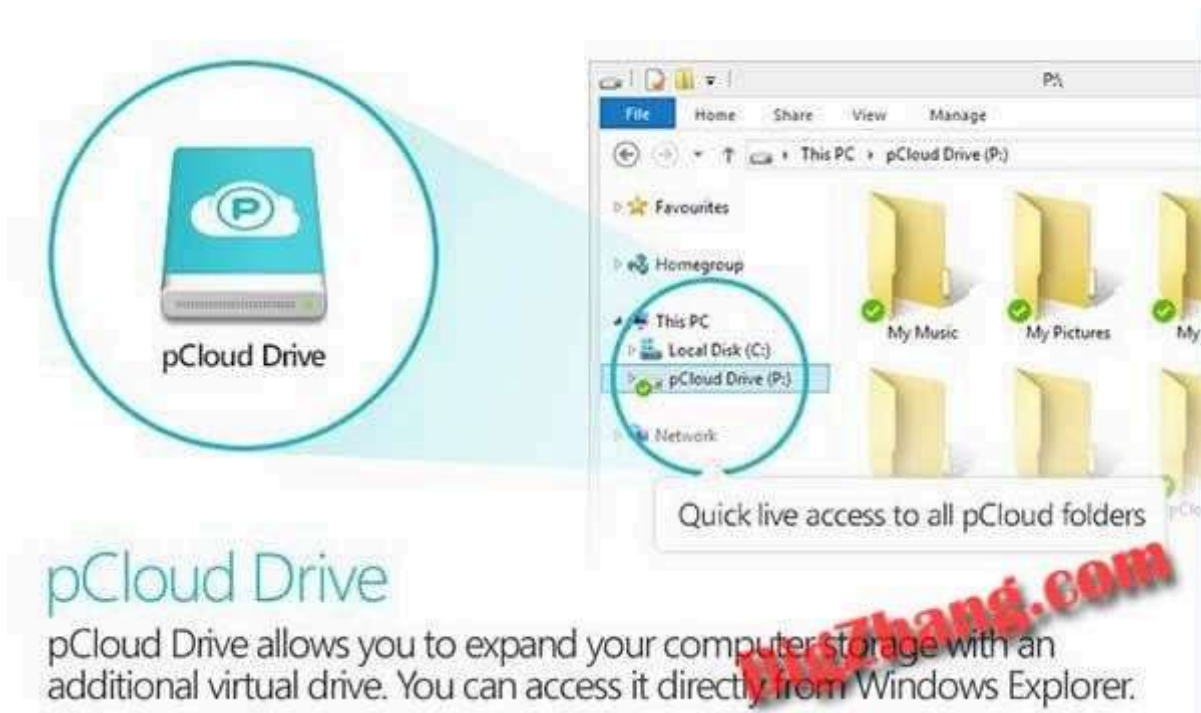 P
pCloud Drive
P:\
File Home Share View Manage
This PC pCloud Drive (P:)
Favourites
Homegroup
This PC
Local Disk (C:)
pCloud Drive (P:)
Network
My Music My Pictures My
Quick live access to all pCloud folders
pClo
pCloud Drive
pCloud Drive allows you to expand your computer storage with an
additional virtual drive. You can access it directly from Windows Explorer.